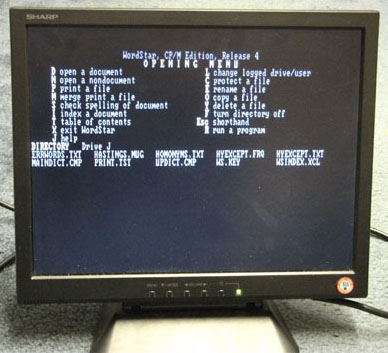 SHARP
WordStar, CP/M Edition, Release 4
OPENING MENU
D open a document L change logged drive/user
N open a nondocument C protect a file
P print a file E rename a file
M merge print a file O copy a file
S check spelling of document Y delete a file
I index a document F turn directory off
T table of contents Esc shorthand
X exit WordStar R run a program
J help
DIRECTORY Drive J
ERRWORDS.TXT HASTINGS.MUG HOMONYMS.TXT HYEXCEPT.FRQ HYEXCEPT.TXT
MAINDICT.CMP PRINT.TST UPDICT.CMP WS.KEY WSINDEX.XCL